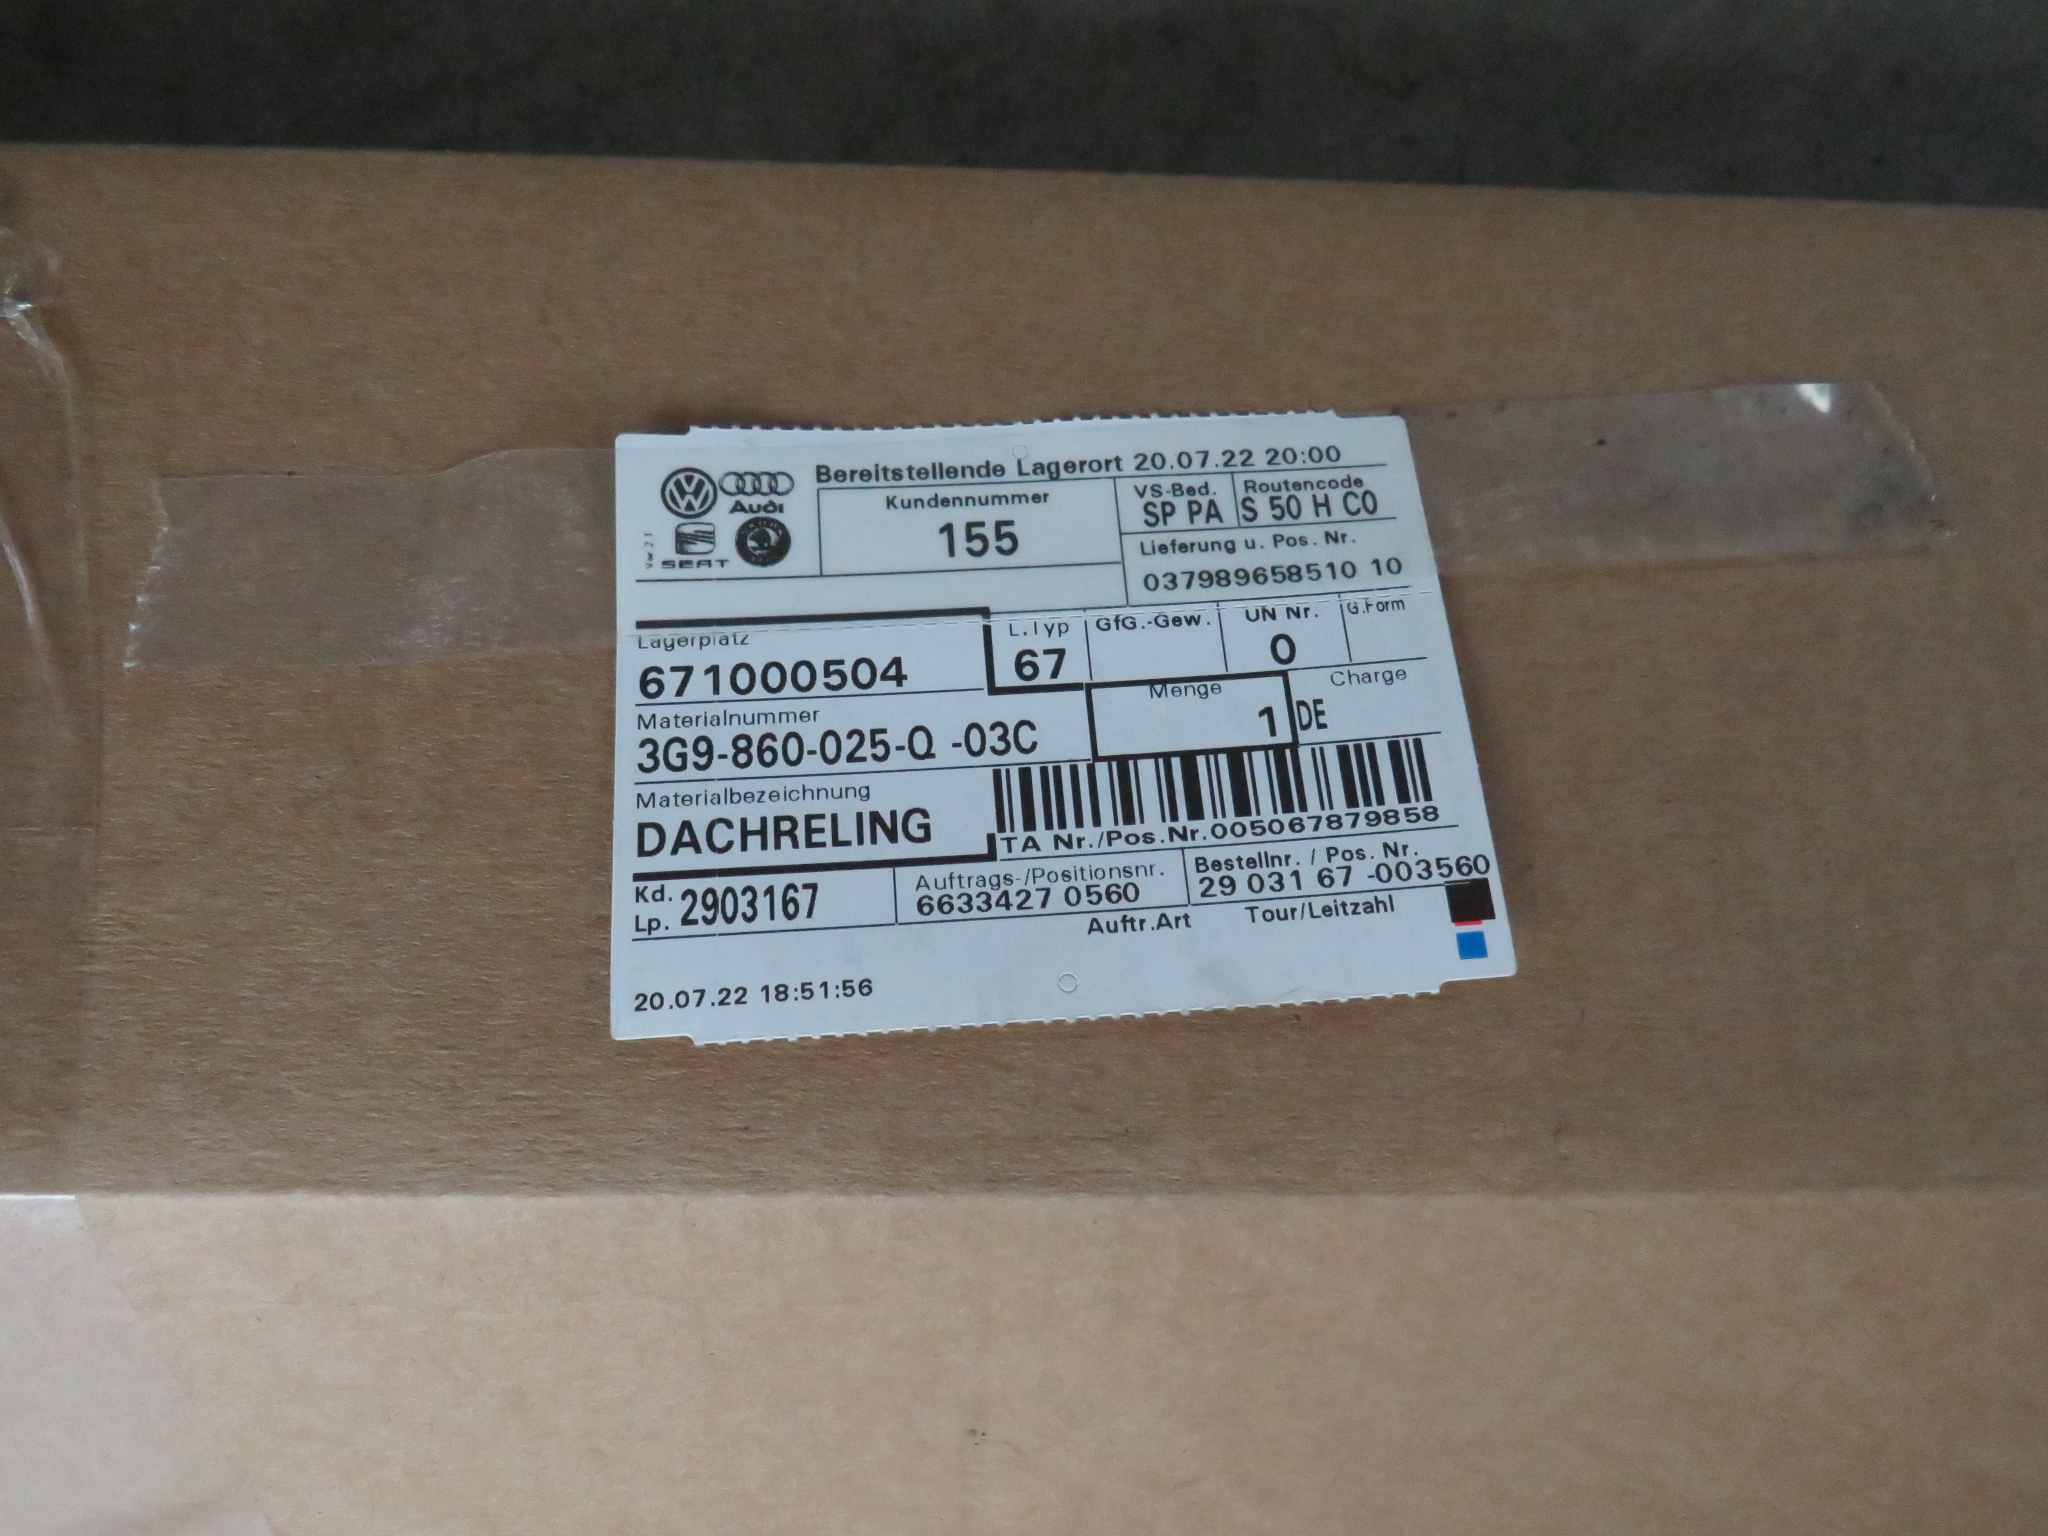 Bereitstellende Lagerort 20.07.22 20:00
Audi
SEAT
Ver 2.1
Kundennummer
155
VS-Bed.
SP PA
Routencode
S 50 H C0
Lieferung u. Pos. Nr.
037989658510 10
Lagerplatz
671000504
L.Typ
67
GfG.-Gew.
UN Nr.
0
G.Form
Materialnummer
3G9-860-025-Q -03C
Menge
1
Charge
DE
Materialbezeichnung
DACHRELING
TA Nr./Pos.Nr.005067879858
Kd.
Lp. 2903167
Auftrags-/Positionsnr.
6633427 0560
Bestellnr. / Pos. Nr.
29 031 67 -003560
Auftr.Art
Tour/Leitzahl
20.07.22 18:51:56